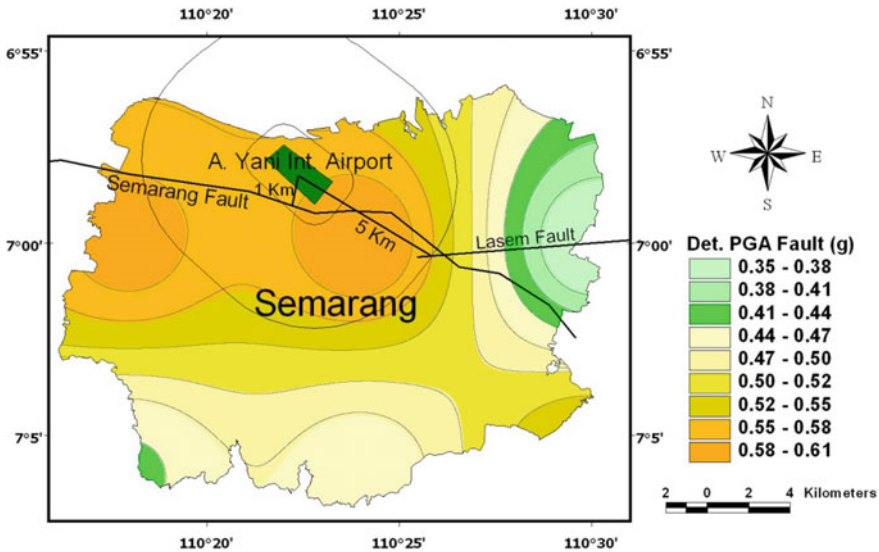 110°20'
110°25'
110°30'
6°55'
6°55'
N
W
E
S
A. Yani Int. Airport
1 Km
Semarang Fault
5 Km
Lasem Fault
7°00'
7°00'
Semarang
Det. PGA Fault (g)
0.35 - 0.38
0.38 - 0.41
0.41 - 0.44
0.44 - 0.47
0.47 - 0.50
0.50 - 0.52
0.52 - 0.55
0.55 - 0.58
0.58 - 0.61
7°5'
7°5'
2 0 2 4 Kilometers
110°20'
110°25'
110°30'